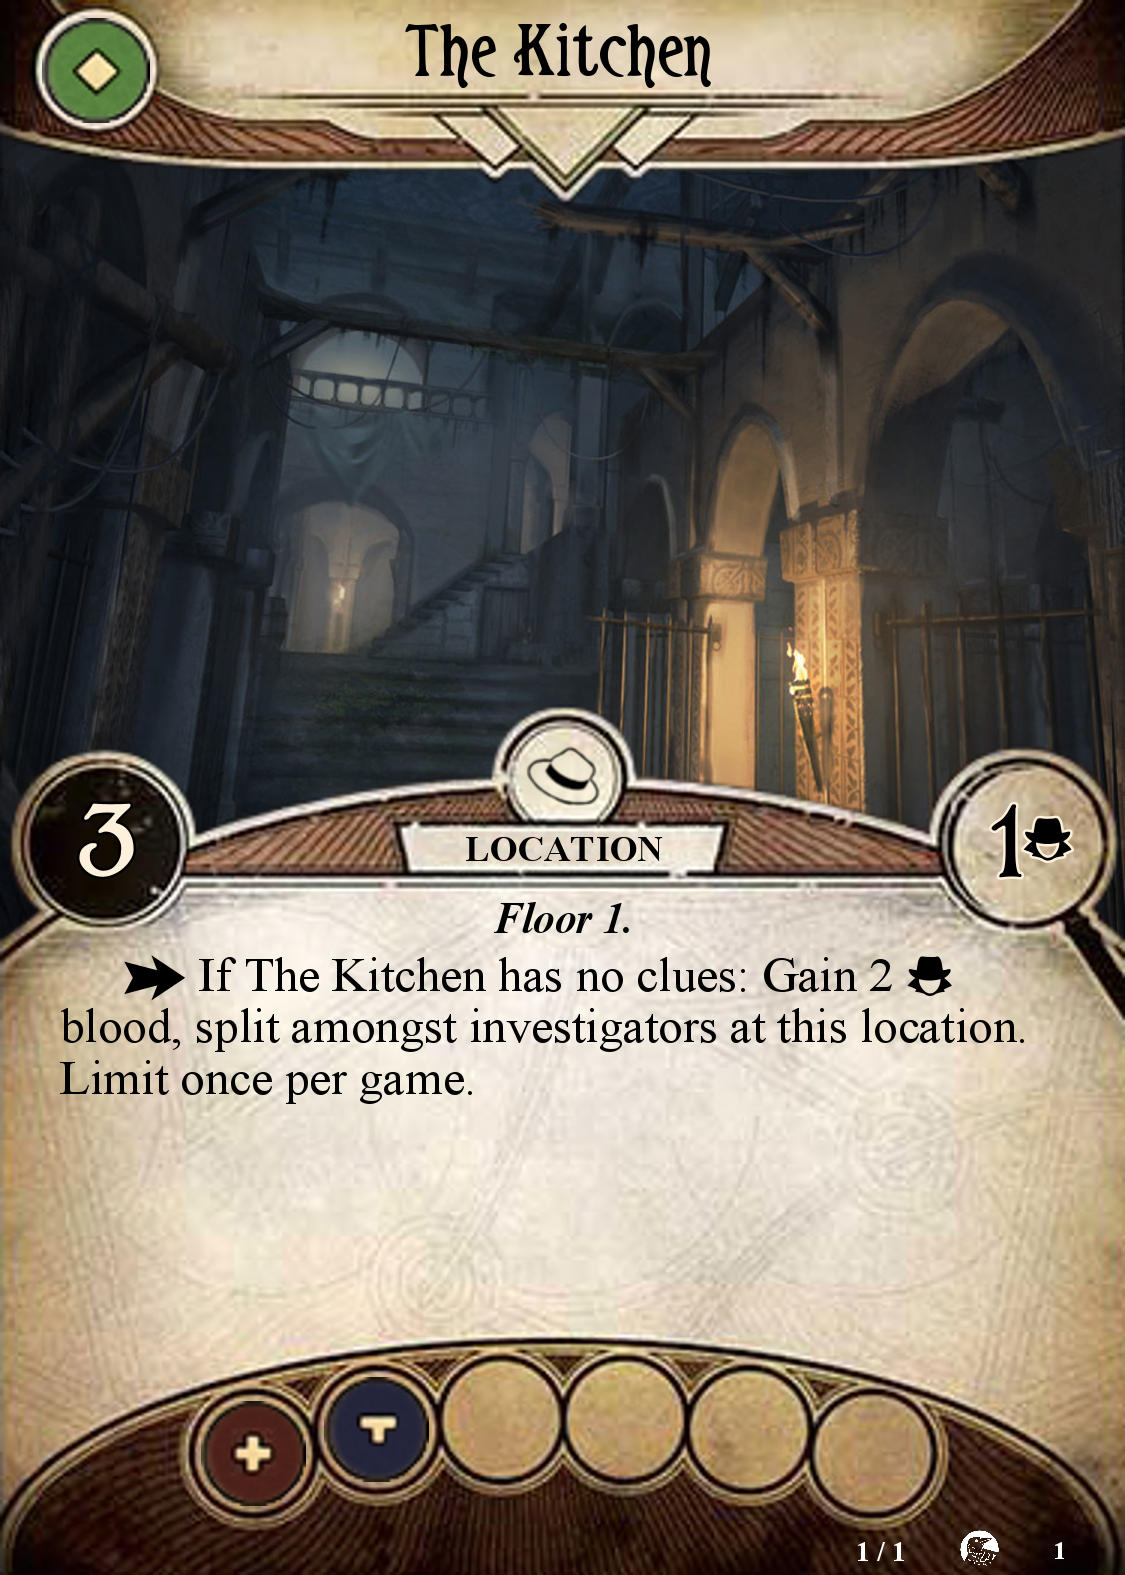 The Kitchen
3
LOCATION
1
Floor 1.
If The Kitchen has no clues: Gain 2
blood, split amongst investigators at this location.
Limit once per game.
1 / 1
1